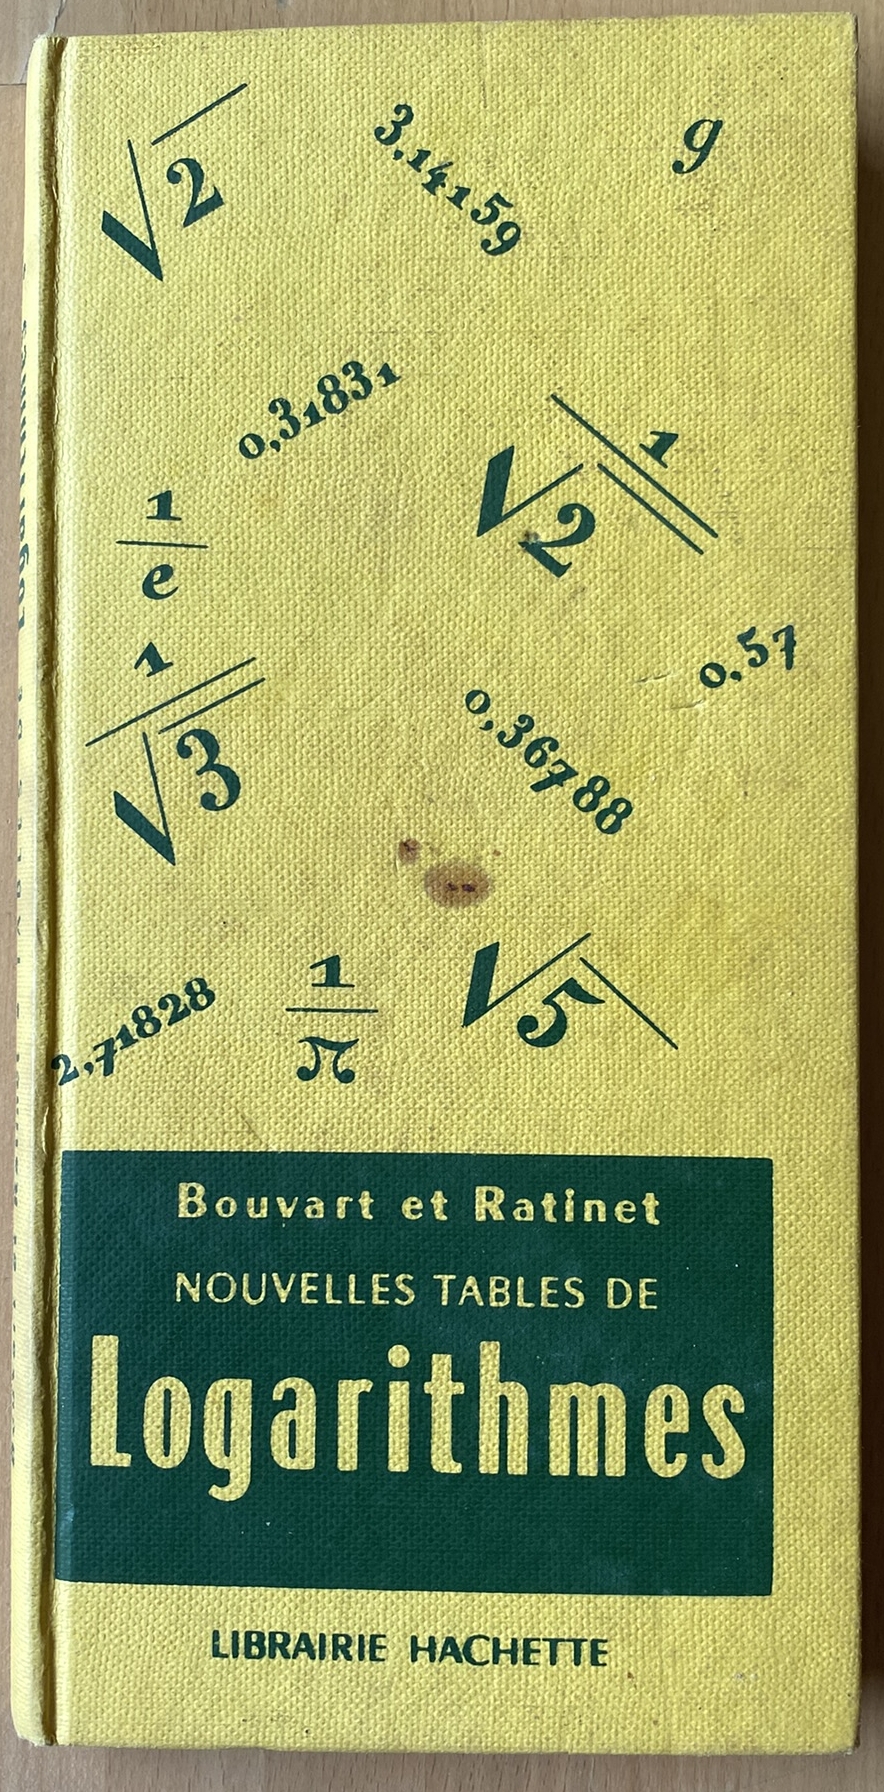 √2
3,14159
g
0,31831
1/√2
1/e
0,57
1/√3
0,36788
2,71828
1/π
√5
Bouvart et Ratinet
NOUVELLES TABLES DE
Logarithmes
LIBRAIRIE HACHETTE